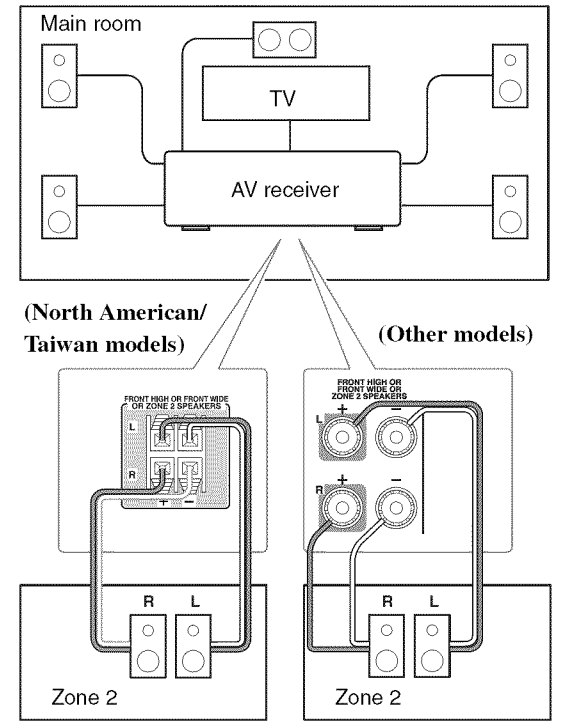 Main room
TV
AV receiver
(North American/
Taiwan models)
(Other models)
FRONT HIGH OR FRONT WIDE
OR ZONE 2 SPEAKERS
L
R
+ −
FRONT HIGH OR
FRONT WIDE OR
ZONE 2 SPEAKERS
+ −
L
+ −
R
R L
Zone 2
R L
Zone 2